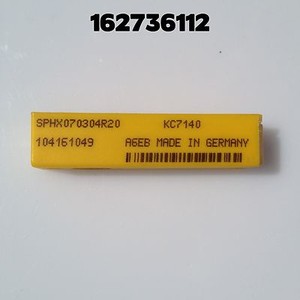 162736112
SPHX070304R20 KC7140
104161049 A6EB MADE IN GERMANY